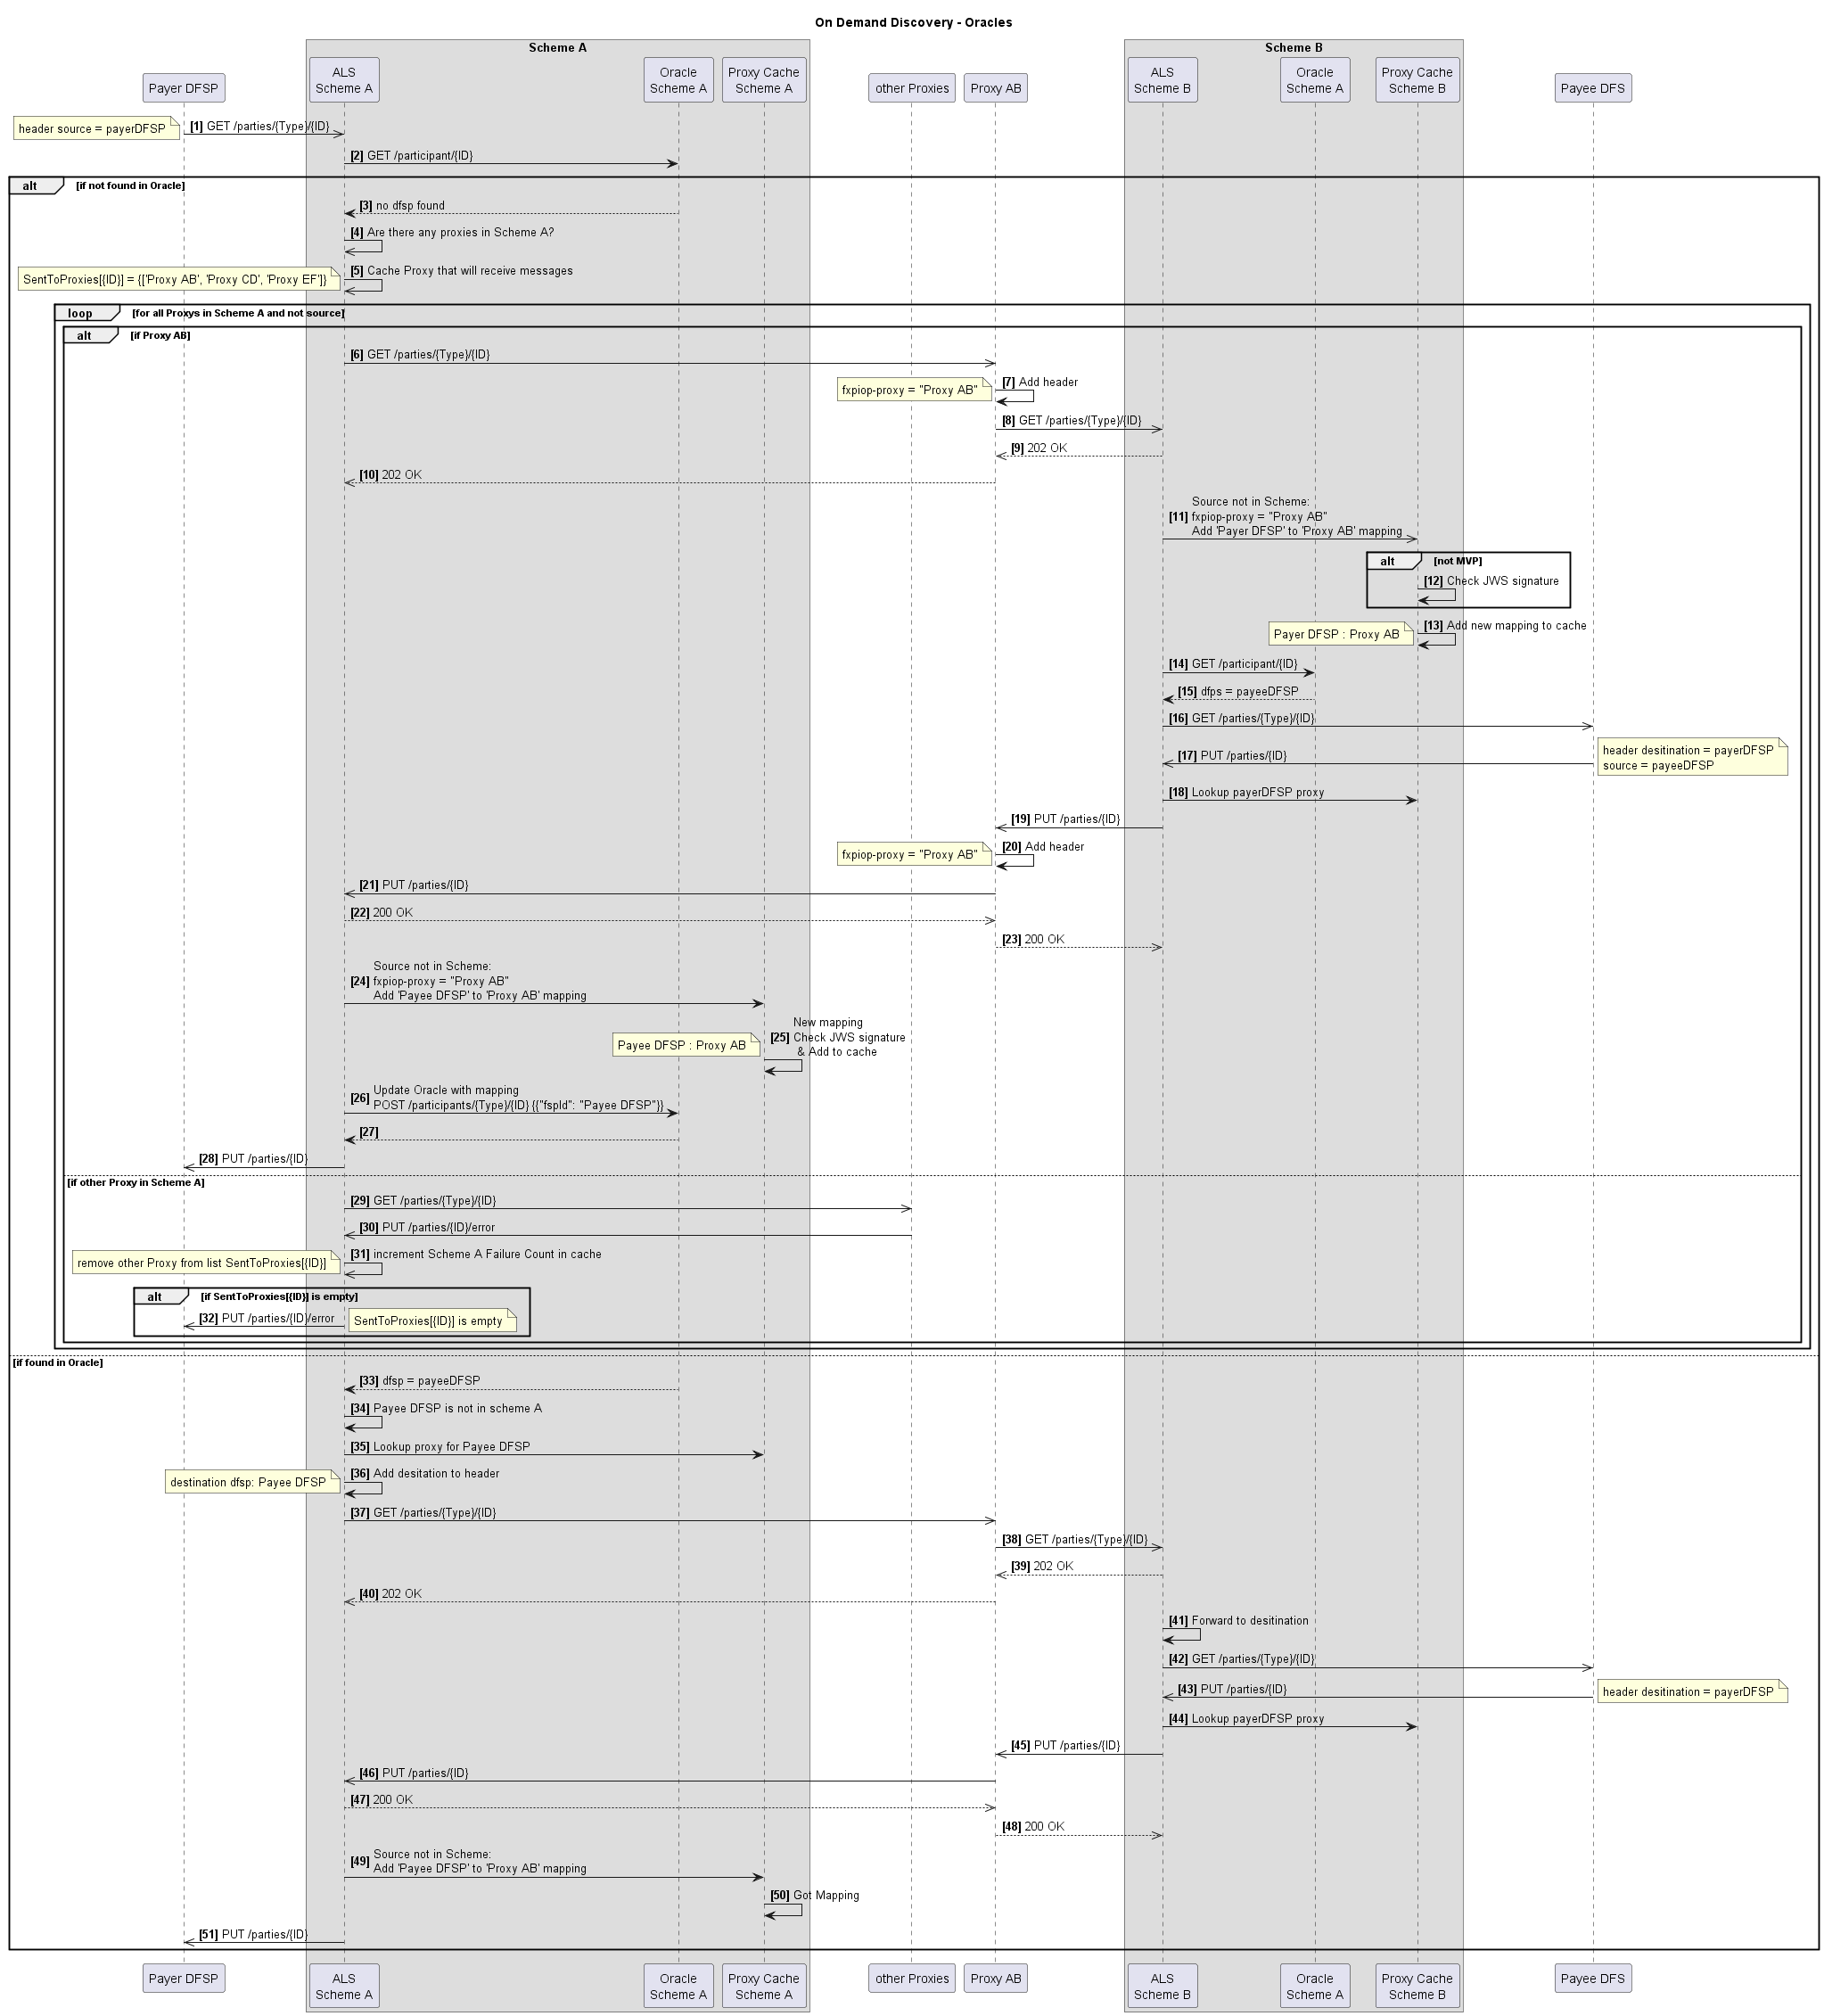 On Demand Discovery - Oracles
Scheme A
Scheme B
Payer DFSP
ALS
Scheme A
Oracle
Scheme A
Proxy Cache
Scheme A
other Proxies
Proxy AB
ALS
Scheme B
Oracle
Scheme A
Proxy Cache
Scheme B
Payee DFS
header source = payerDFSP
[1] GET /parties/{Type}/{ID}
[2] GET /participant/{ID}
alt [if not found in Oracle]
[3] no dfsp found
[4] Are there any proxies in Scheme A?
SentToProxies[{ID}] = {['Proxy AB', 'Proxy CD', 'Proxy EF']}
[5] Cache Proxy that will receive messages
loop [for all Proxys in Scheme A and not source]
alt [if Proxy AB]
[6] GET /parties/{Type}/{ID}
fxpiop-proxy = "Proxy AB"
[7] Add header
[8] GET /parties/{Type}/{ID}
[9] 202 OK
[10] 202 OK
Source not in Scheme:
[11] fxpiop-proxy = "Proxy AB"
Add 'Payer DFSP' to 'Proxy AB' mapping
alt [not MVP]
[12] Check JWS signature
Payer DFSP : Proxy AB
[13] Add new mapping to cache
[14] GET /participant/{ID}
[15] dfps = payeeDFSP
[16] GET /parties/{Type}/{ID}
[17] PUT /parties/{ID}
header desitination = payerDFSP
source = payeeDFSP
[18] Lookup payerDFSP proxy
[19] PUT /parties/{ID}
fxpiop-proxy = "Proxy AB"
[20] Add header
[21] PUT /parties/{ID}
[22] 200 OK
[23] 200 OK
Source not in Scheme:
[24] fxpiop-proxy = "Proxy AB"
Add 'Payee DFSP' to 'Proxy AB' mapping
Payee DFSP : Proxy AB
New mapping
[25] Check JWS signature
& Add to cache
Update Oracle with mapping
[26] POST /participants/{Type}/{ID} {{"fspId": "Payee DFSP"}}
[27]
[28] PUT /parties/{ID}
[if other Proxy in Scheme A]
[29] GET /parties/{Type}/{ID}
[30] PUT /parties/{ID}/error
remove other Proxy from list SentToProxies[{ID}]
[31] increment Scheme A Failure Count in cache
alt [if SentToProxies[{ID}] is empty]
[32] PUT /parties/{ID}/error
SentToProxies[{ID}] is empty
[if found in Oracle]
[33] dfsp = payeeDFSP
[34] Payee DFSP is not in scheme A
[35] Lookup proxy for Payee DFSP
destination dfsp: Payee DFSP
[36] Add desitation to header
[37] GET /parties/{Type}/{ID}
[38] GET /parties/{Type}/{ID}
[39] 202 OK
[40] 202 OK
[41] Forward to desitination
[42] GET /parties/{Type}/{ID}
[43] PUT /parties/{ID}
header desitination = payerDFSP
[44] Lookup payerDFSP proxy
[45] PUT /parties/{ID}
[46] PUT /parties/{ID}
[47] 200 OK
[48] 200 OK
Source not in Scheme:
[49] Add 'Payee DFSP' to 'Proxy AB' mapping
[50] Got Mapping
[51] PUT /parties/{ID}
Payer DFSP
ALS
Scheme A
Oracle
Scheme A
Proxy Cache
Scheme A
other Proxies
Proxy AB
ALS
Scheme B
Oracle
Scheme A
Proxy Cache
Scheme B
Payee DFS